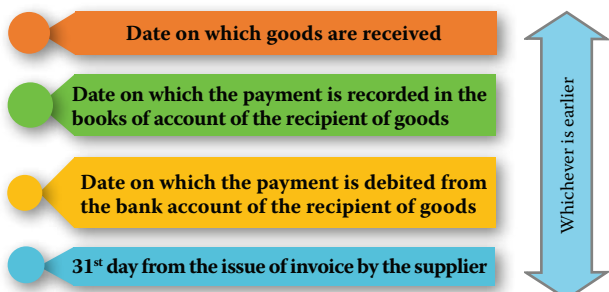 Date on which goods are received
Date on which the payment is recorded in the
books of account of the recipient of goods
Date on which the payment is debited from
the bank account of the recipient of goods
31st day from the issue of invoice by the supplier
Whichever is earlier